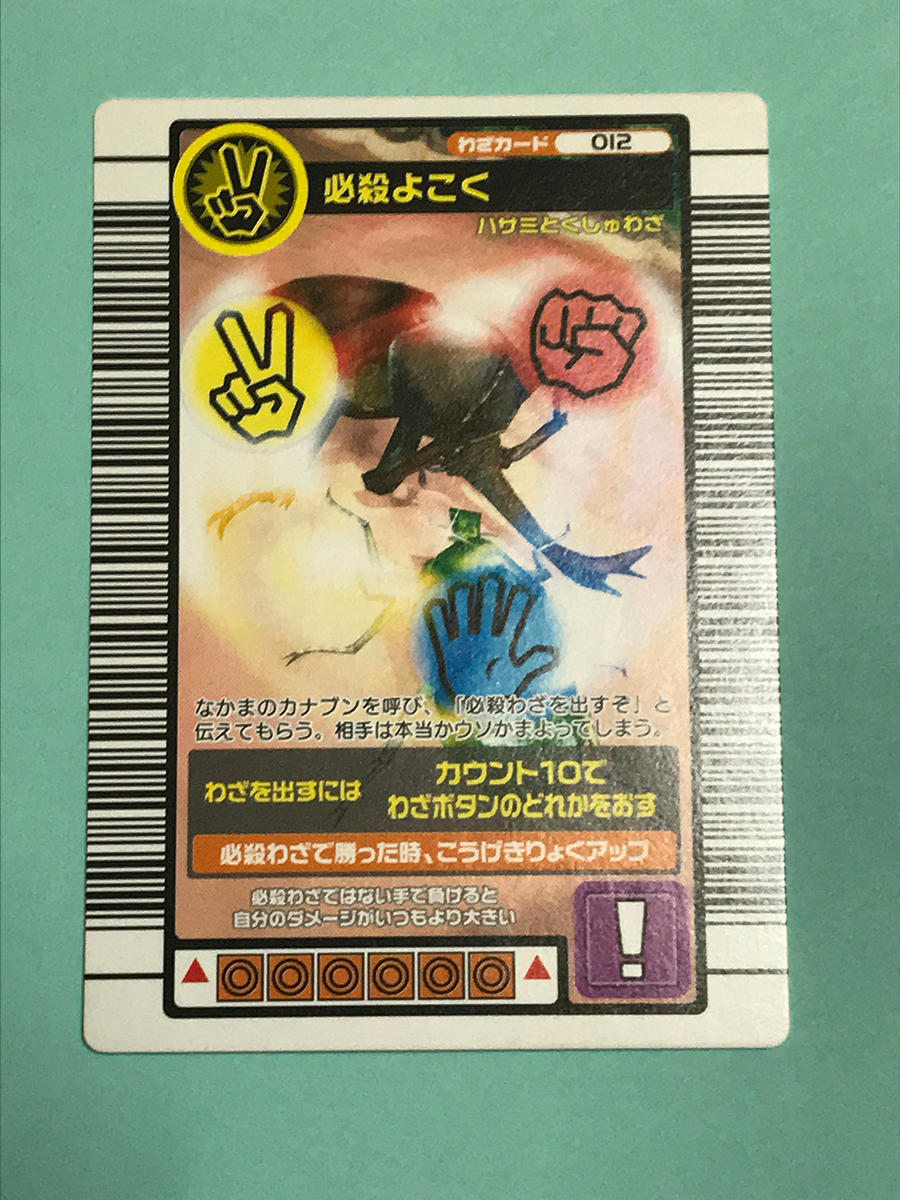 わざカード 012
必殺よこく
ハサミとくしゅわざ
なかまのカナブンを呼び、「必殺わざを出すぞ」と
伝えてもらう。相手は本当かウソかまよってしまう。
わざを出すには
カウント10で
わざボタンのどれかをおす
必殺わざで勝った時、こうげきりょくアップ
必殺わざではない手で負けると
自分のダメージがいつもより大きい
!